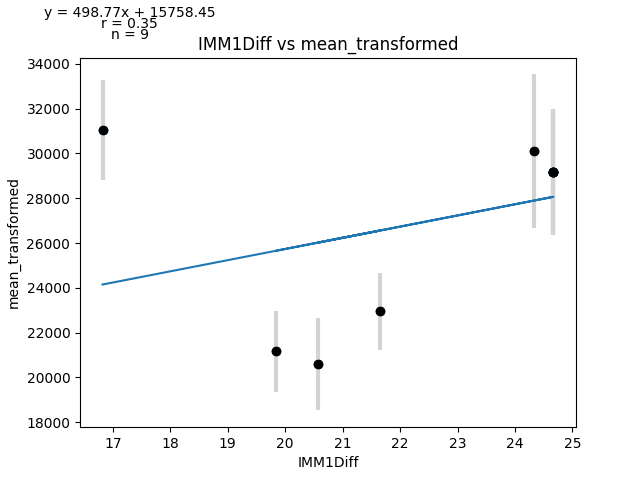 y = 498.77x + 15758.45
r = 0.35
n = 9
IMM1Diff vs mean_transformed
34000
32000
30000
28000
26000
24000
22000
20000
18000
mean_transformed
17 18 19 20 21 22 23 24 25
IMM1Diff